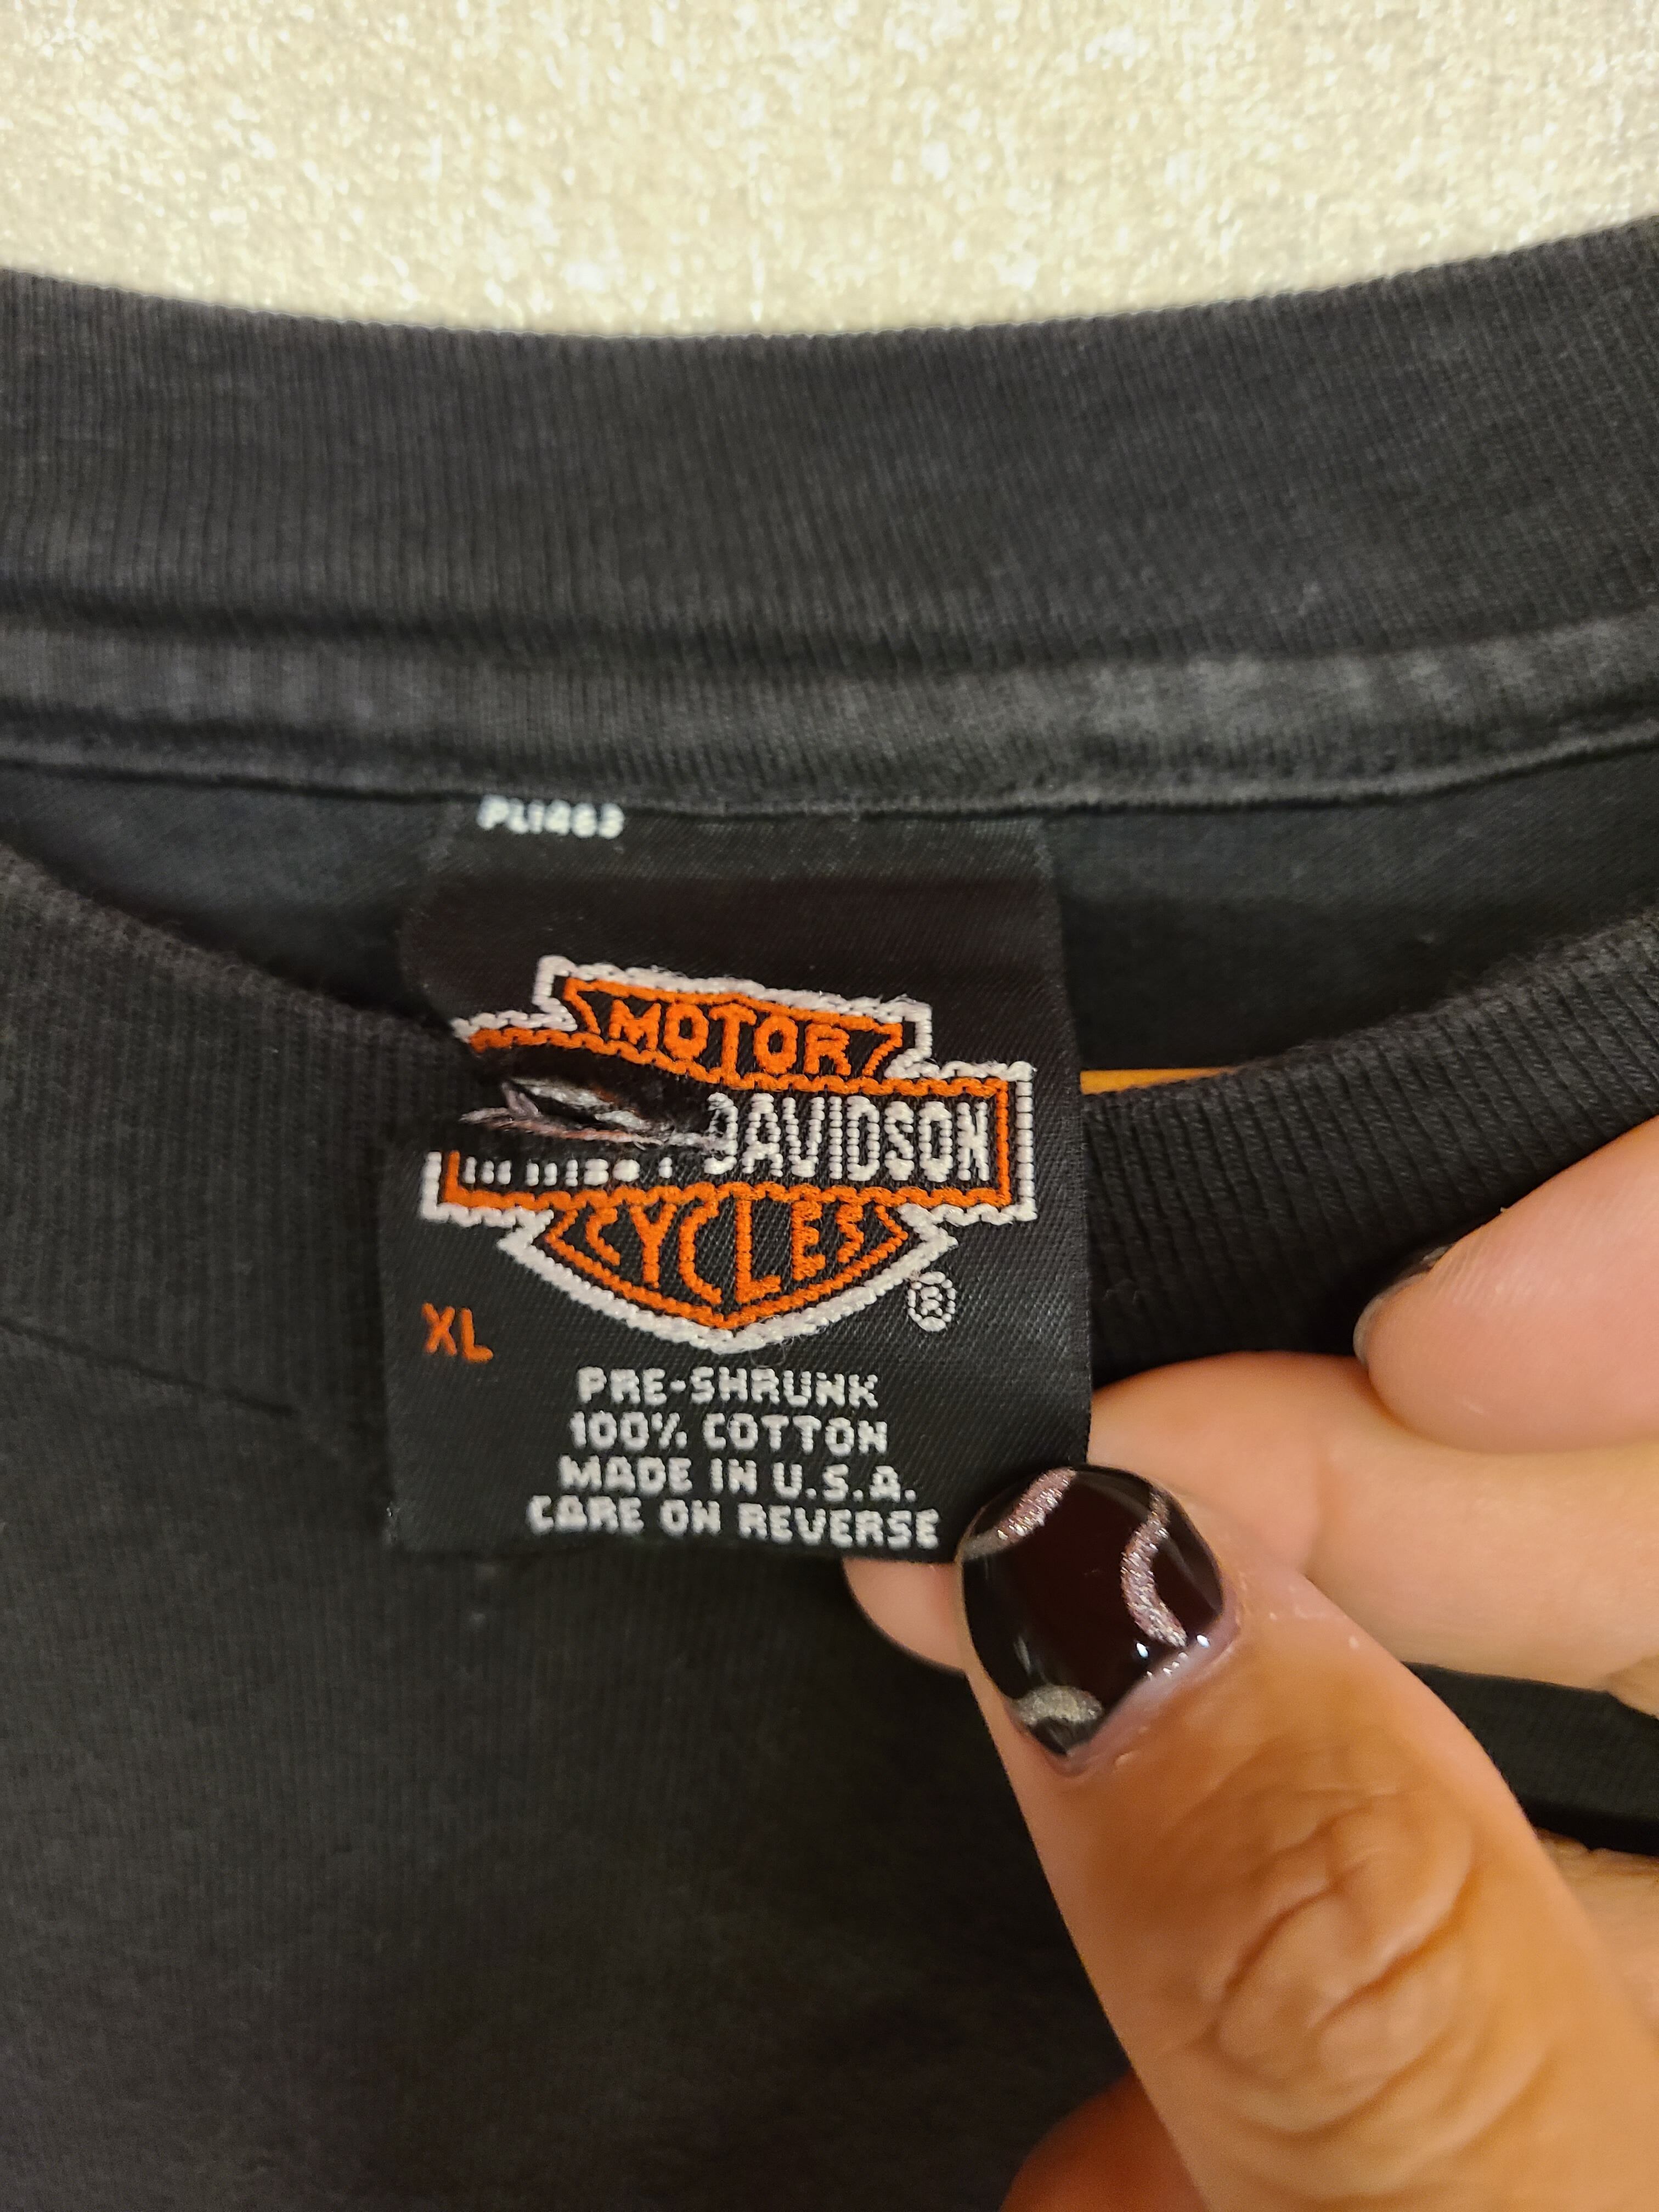 PL1463
MOTOR
DAVIDSON
CYCLES
®
XL
PRE-SHRUNK
100% COTTON
MADE IN U.S.A.
CARE ON REVERSE